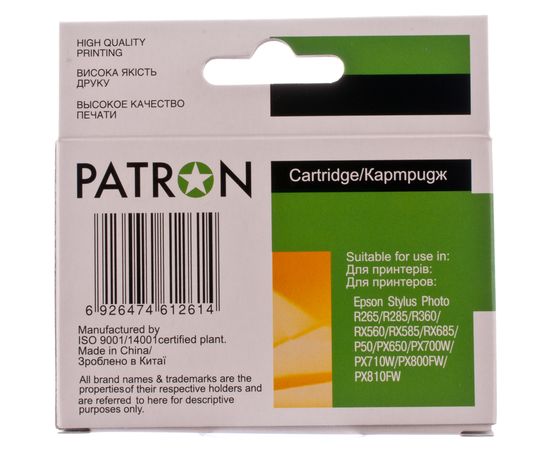 HIGH QUALITY
PRINTING
ВИСОКА ЯКІСТЬ
ДРУКУ
ВЫСОКОЕ КАЧЕСТВО
ПЕЧАТИ
PATRON
Cartridge/Картридж
6 926474 612614
Manufactured by
ISO 9001/14001certified plant.
Made in China/
Зроблено в Китаї
All brand names & trademarks are the
propertiesof their respective holders and
are referred to here for descriptive
purposes only.
Suitable for use in:
Для принтерів:
Для принтеров:
Epson Stylus Photo
R265/R285/R360/
RX560/RX585/RX685/
P50/PX650/PX700W/
PX710W/PX800FW/
PX810FW